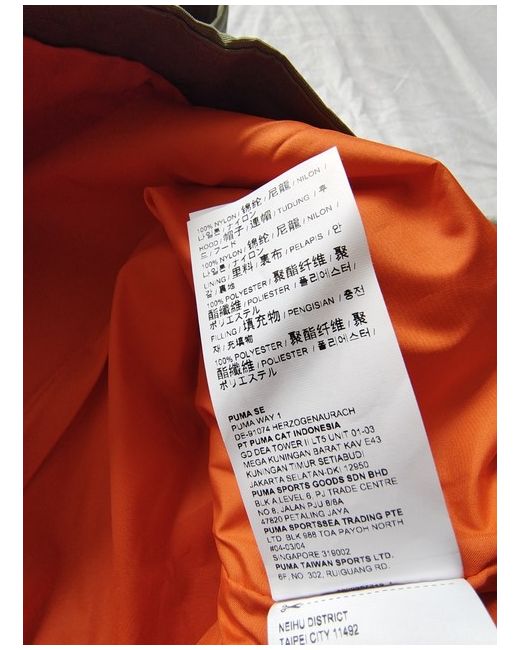 100% NYLON / 锦纶 / 尼龍 / NILON /
나일론 / ナイロン
HOOD / 帽子 / 連帽 / TUDUNG / 후
드 / フード
100% NYLON / 锦纶 / 尼龍 / NILON /
나일론 / ナイロン
LINING / 里料 / 裏布 / PELAPIS / 안
감 / 裏地
100% POLYESTER / 聚酯纤维 / 聚
酯纖維 / POLIESTER / 폴리에스터 /
ポリエステル
FILLING / 填充物 / PENGISIAN / 충전
재 / 充填物
100% POLYESTER / 聚酯纤维 / 聚
酯纖維 / POLIESTER / 폴리에스터 /
ポリエステル
PUMA SE
PUMA WAY 1
DE-91074 HERZOGENAURACH
PT PUMA CAT INDONESIA
GD DEA TOWER II LT5 UNIT 01-03
MEGA KUNINGAN BARAT KAV E43
KUNINGAN TIMUR SETIABUDI
JAKARTA SELATAN-DKI 12950
PUMA SPORTS GOODS SDN BHD
BLK A LEVEL 6, PJ TRADE CENTRE
NO 8, JALAN PJU 8/8A
47820 PETALING JAYA
PUMA SPORTSSEA TRADING PTE
LTD. BLK 988 TOA PAYOH NORTH
#04-03/04
SINGAPORE 319002
PUMA TAIWAN SPORTS LTD.
6F, NO. 302, RUIGUANG RD.
NEIHU DISTRICT
TAIPEI CITY 11492